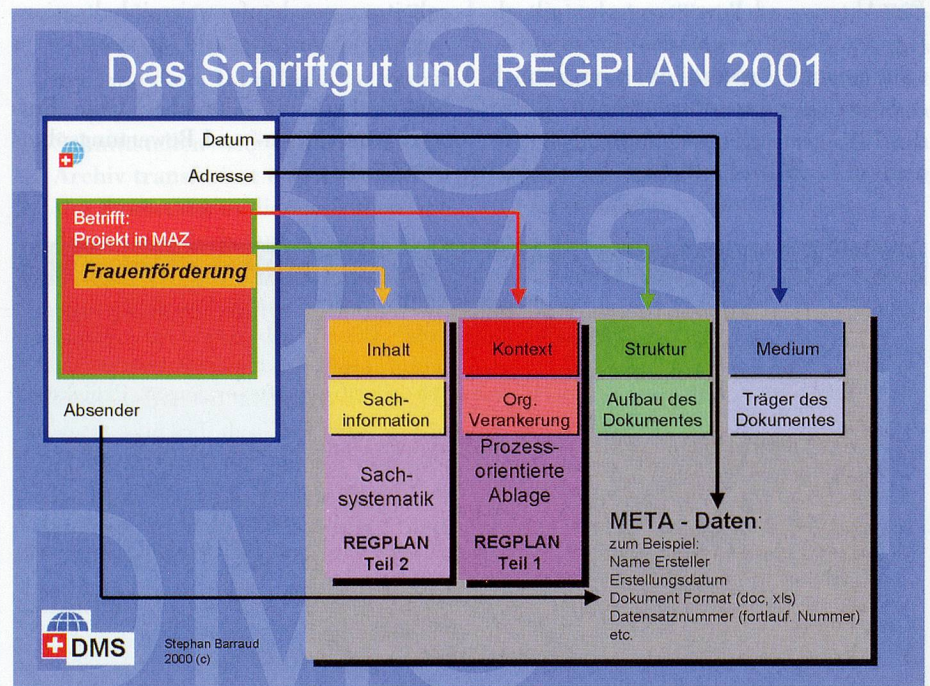 Das Schriftgut und REGPLAN 2001
Datum
Adresse
Betrifft:
Projekt in MAZ
Frauenförderung
Absender
Inhalt
Kontext
Struktur
Medium
Sach-
information
Org.
Verankerung
Aufbau des
Dokumentes
Träger des
Dokumentes
Sach-
systematik
Prozess-
orientierte
Ablage
REGPLAN
Teil 2
REGPLAN
Teil 1
META - Daten:
zum Beispiel:
Name Ersteller
Erstellungsdatum
Dokument Format (doc, xls)
Datensatznummer (fortlauf. Nummer)
etc.
DMS
Stephan Barraud
2000 (c)
DMS
DMS
DMS